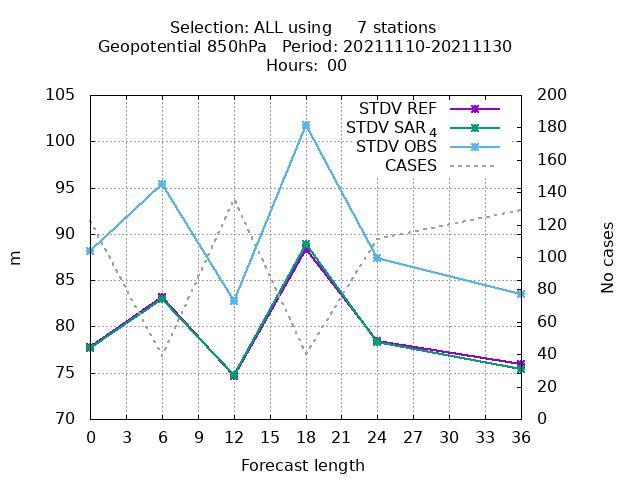 Selection: ALL using     7 stations
Geopotential 850hPa   Period: 20211110-20211130
Hours:  00
105
100
95
90
85
80
75
70
200
180
160
140
120
100
80
60
40
20
0
STDV REF
STDV SAR4
STDV OBS
CASES
m
No cases
0 3 6 9 12 15 18 21 24 27 30 33 36
Forecast length